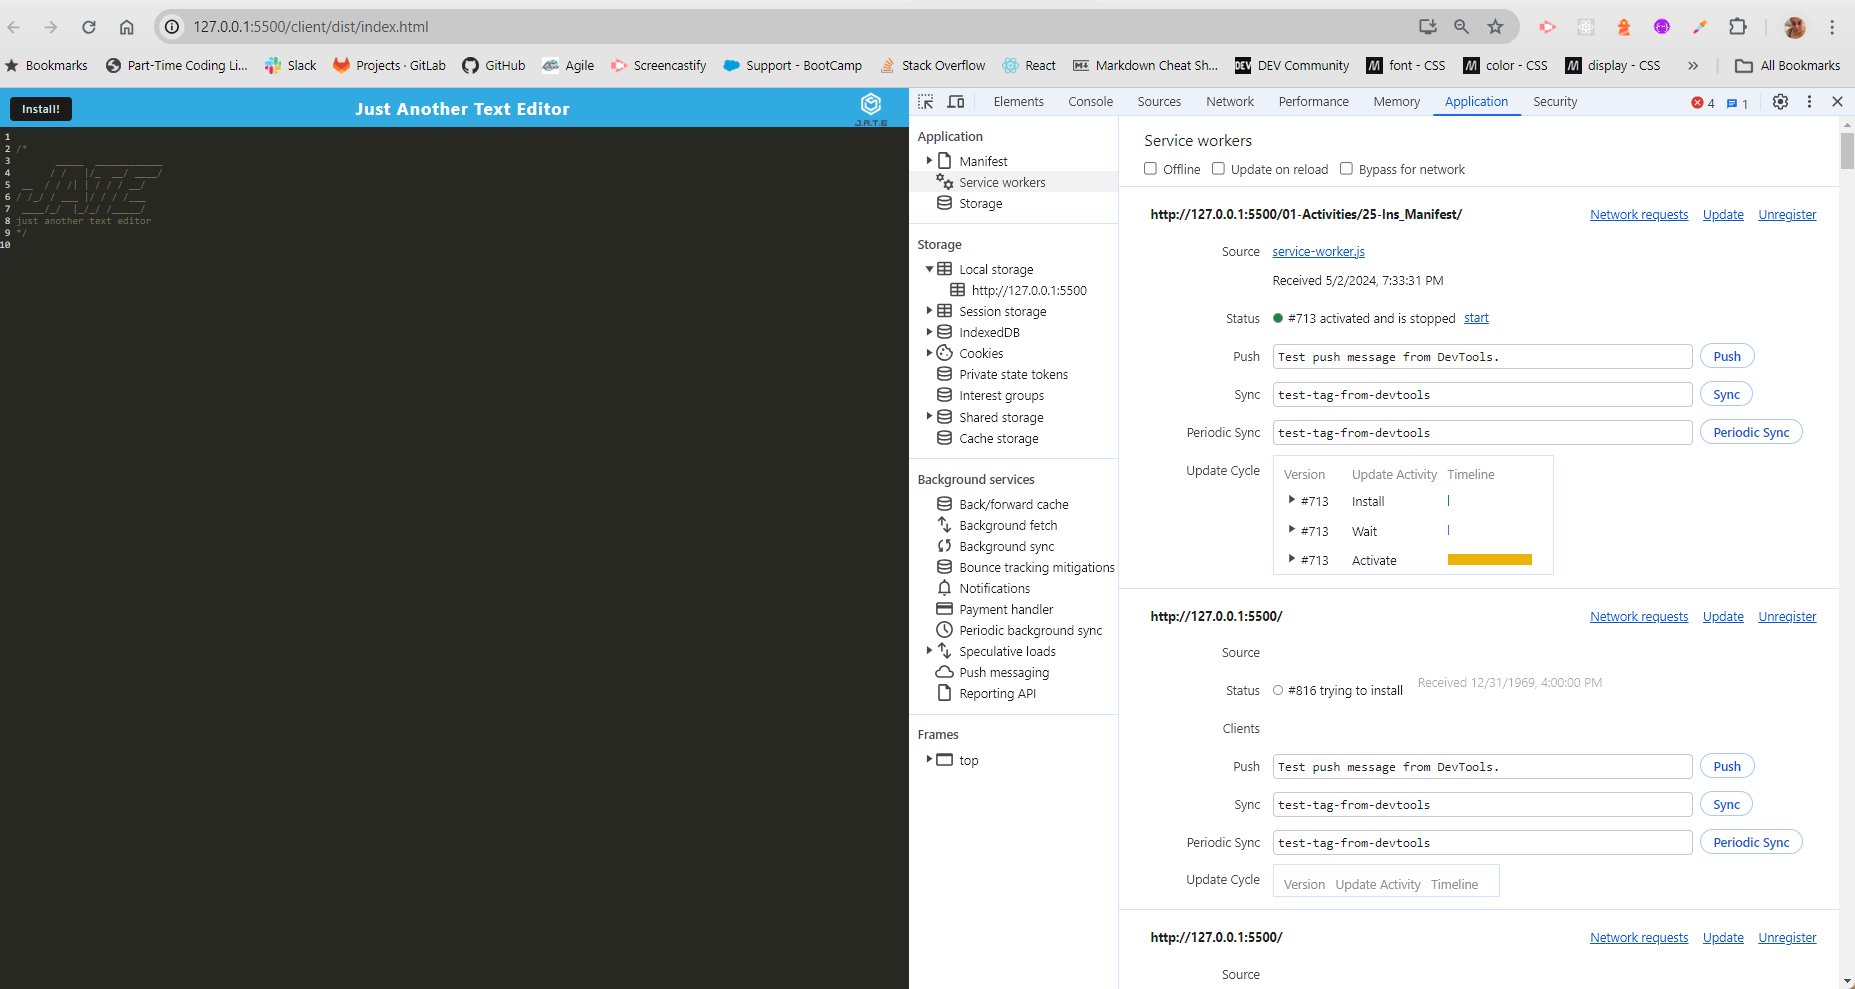 127.0.0.1:5500/client/dist/index.html
Bookmarks
Part-Time Coding Li...
Slack
Projects · GitLab
GitHub
Agile
Screencastify
Support - BootCamp
Stack Overflow
React
Markdown Cheat Sh...
DEV Community
font - CSS
color - CSS
display - CSS
»
All Bookmarks
Install!
Just Another Text Editor
J.A.T.E
1
2 /*
3
4
5
6
7
8 just another text editor
9 */
10
Elements
Console
Sources
Network
Performance
Memory
Application
Security
4
1
Application
Manifest
Service workers
Storage
Storage
Local storage
http://127.0.0.1:5500
Session storage
IndexedDB
Cookies
Private state tokens
Interest groups
Shared storage
Cache storage
Background services
Back/forward cache
Background fetch
Background sync
Bounce tracking mitigations
Notifications
Payment handler
Periodic background sync
Speculative loads
Push messaging
Reporting API
Frames
top
Service workers
Offline
Update on reload
Bypass for network
http://127.0.0.1:5500/01-Activities/25-Ins_Manifest/
Network requests
Update
Unregister
Source
service-worker.js
Received 5/2/2024, 7:33:31 PM
Status
#713 activated and is stopped
start
Push
Test push message from DevTools.
Push
Sync
test-tag-from-devtools
Sync
Periodic Sync
test-tag-from-devtools
Periodic Sync
Update Cycle
Version
Update Activity
Timeline
#713
Install
#713
Wait
#713
Activate
http://127.0.0.1:5500/
Network requests
Update
Unregister
Source
Received 12/31/1969, 4:00:00 PM
Status
#816 trying to install
Clients
Push
Test push message from DevTools.
Push
Sync
test-tag-from-devtools
Sync
Periodic Sync
test-tag-from-devtools
Periodic Sync
Update Cycle
Version
Update Activity
Timeline
http://127.0.0.1:5500/
Network requests
Update
Unregister
Source